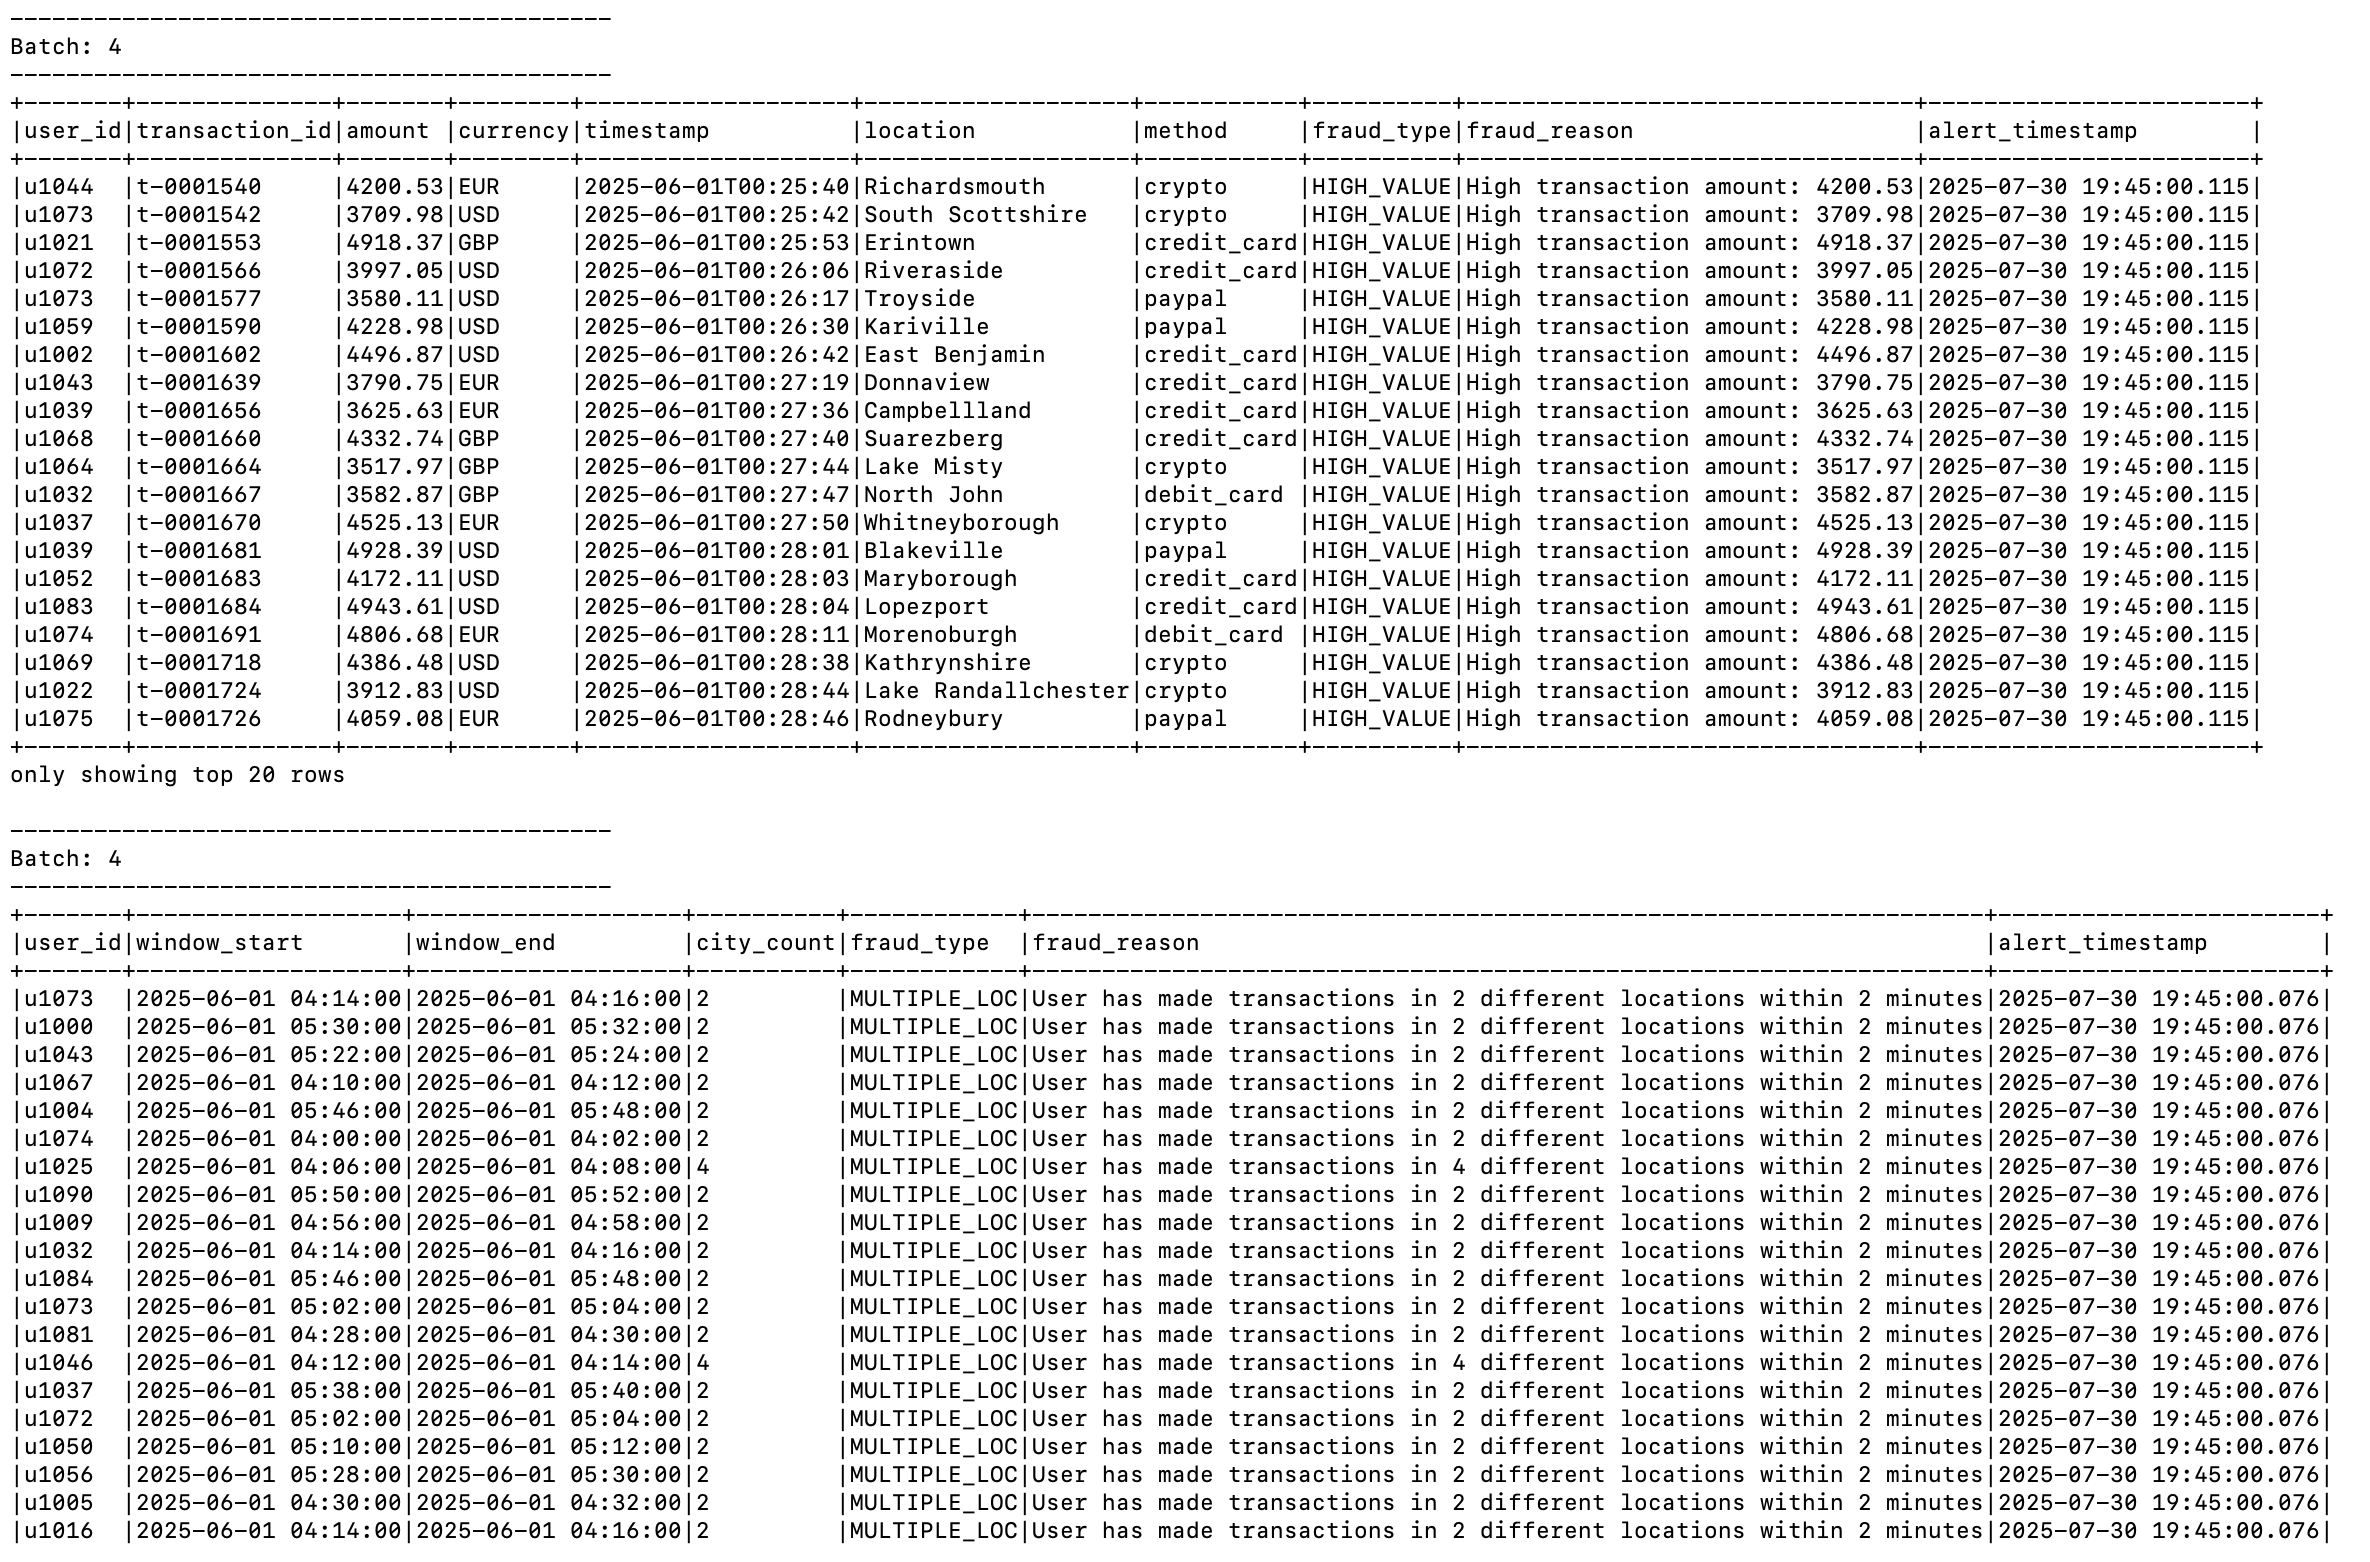 -------------------------------------------
Batch: 4
-------------------------------------------
+-------+--------------+-------+--------+-------------------+-------------------+-----------+----------+--------------------------------+-----------------------+
|user_id|transaction_id|amount |currency|timestamp          |location           |method     |fraud_type|fraud_reason                    |alert_timestamp        |
+-------+--------------+-------+--------+-------------------+-------------------+-----------+----------+--------------------------------+-----------------------+
|u1044  |t-0001540     |4200.53|EUR     |2025-06-01T00:25:40|Richardsmouth      |crypto     |HIGH_VALUE|High transaction amount: 4200.53|2025-07-30 19:45:00.115|
|u1073  |t-0001542     |3709.98|USD     |2025-06-01T00:25:42|South Scottshire   |crypto     |HIGH_VALUE|High transaction amount: 3709.98|2025-07-30 19:45:00.115|
|u1021  |t-0001553     |4918.37|GBP     |2025-06-01T00:25:53|Erintown           |credit_card|HIGH_VALUE|High transaction amount: 4918.37|2025-07-30 19:45:00.115|
|u1072  |t-0001566     |3997.05|USD     |2025-06-01T00:26:06|Riveraside         |credit_card|HIGH_VALUE|High transaction amount: 3997.05|2025-07-30 19:45:00.115|
|u1073  |t-0001577     |3580.11|USD     |2025-06-01T00:26:17|Troyside           |paypal     |HIGH_VALUE|High transaction amount: 3580.11|2025-07-30 19:45:00.115|
|u1059  |t-0001590     |4228.98|USD     |2025-06-01T00:26:30|Kariville          |paypal     |HIGH_VALUE|High transaction amount: 4228.98|2025-07-30 19:45:00.115|
|u1002  |t-0001602     |4496.87|USD     |2025-06-01T00:26:42|East Benjamin      |credit_card|HIGH_VALUE|High transaction amount: 4496.87|2025-07-30 19:45:00.115|
|u1043  |t-0001639     |3790.75|EUR     |2025-06-01T00:27:19|Donnaview          |credit_card|HIGH_VALUE|High transaction amount: 3790.75|2025-07-30 19:45:00.115|
|u1039  |t-0001656     |3625.63|EUR     |2025-06-01T00:27:36|Campbellland       |credit_card|HIGH_VALUE|High transaction amount: 3625.63|2025-07-30 19:45:00.115|
|u1068  |t-0001660     |4332.74|GBP     |2025-06-01T00:27:40|Suarezberg         |credit_card|HIGH_VALUE|High transaction amount: 4332.74|2025-07-30 19:45:00.115|
|u1064  |t-0001664     |3517.97|GBP     |2025-06-01T00:27:44|Lake Misty         |crypto     |HIGH_VALUE|High transaction amount: 3517.97|2025-07-30 19:45:00.115|
|u1032  |t-0001667     |3582.87|GBP     |2025-06-01T00:27:47|North John         |debit_card |HIGH_VALUE|High transaction amount: 3582.87|2025-07-30 19:45:00.115|
|u1037  |t-0001670     |4525.13|EUR     |2025-06-01T00:27:50|Whitneyborough     |crypto     |HIGH_VALUE|High transaction amount: 4525.13|2025-07-30 19:45:00.115|
|u1039  |t-0001681     |4928.39|USD     |2025-06-01T00:28:01|Blakeville         |paypal     |HIGH_VALUE|High transaction amount: 4928.39|2025-07-30 19:45:00.115|
|u1052  |t-0001683     |4172.11|USD     |2025-06-01T00:28:03|Maryborough        |credit_card|HIGH_VALUE|High transaction amount: 4172.11|2025-07-30 19:45:00.115|
|u1083  |t-0001684     |4943.61|USD     |2025-06-01T00:28:04|Lopezport          |credit_card|HIGH_VALUE|High transaction amount: 4943.61|2025-07-30 19:45:00.115|
|u1074  |t-0001691     |4806.68|EUR     |2025-06-01T00:28:11|Morenoburgh        |debit_card |HIGH_VALUE|High transaction amount: 4806.68|2025-07-30 19:45:00.115|
|u1069  |t-0001718     |4386.48|USD     |2025-06-01T00:28:38|Kathrynshire       |crypto     |HIGH_VALUE|High transaction amount: 4386.48|2025-07-30 19:45:00.115|
|u1022  |t-0001724     |3912.83|USD     |2025-06-01T00:28:44|Lake Randallchester|crypto     |HIGH_VALUE|High transaction amount: 3912.83|2025-07-30 19:45:00.115|
|u1075  |t-0001726     |4059.08|EUR     |2025-06-01T00:28:46|Rodneybury         |paypal     |HIGH_VALUE|High transaction amount: 4059.08|2025-07-30 19:45:00.115|
+-------+--------------+-------+--------+-------------------+-------------------+-----------+----------+--------------------------------+-----------------------+
only showing top 20 rows

-------------------------------------------
Batch: 4
-------------------------------------------
+-------+-------------------+-------------------+----------+------------+--------------------------------------------------------------------+-----------------------+
|user_id|window_start       |window_end         |city_count|fraud_type  |fraud_reason                                                        |alert_timestamp        |
+-------+-------------------+-------------------+----------+------------+--------------------------------------------------------------------+-----------------------+
|u1073  |2025-06-01 04:14:00|2025-06-01 04:16:00|2         |MULTIPLE_LOC|User has made transactions in 2 different locations within 2 minutes|2025-07-30 19:45:00.076|
|u1000  |2025-06-01 05:30:00|2025-06-01 05:32:00|2         |MULTIPLE_LOC|User has made transactions in 2 different locations within 2 minutes|2025-07-30 19:45:00.076|
|u1043  |2025-06-01 05:22:00|2025-06-01 05:24:00|2         |MULTIPLE_LOC|User has made transactions in 2 different locations within 2 minutes|2025-07-30 19:45:00.076|
|u1067  |2025-06-01 04:10:00|2025-06-01 04:12:00|2         |MULTIPLE_LOC|User has made transactions in 2 different locations within 2 minutes|2025-07-30 19:45:00.076|
|u1004  |2025-06-01 05:46:00|2025-06-01 05:48:00|2         |MULTIPLE_LOC|User has made transactions in 2 different locations within 2 minutes|2025-07-30 19:45:00.076|
|u1074  |2025-06-01 04:00:00|2025-06-01 04:02:00|2         |MULTIPLE_LOC|User has made transactions in 2 different locations within 2 minutes|2025-07-30 19:45:00.076|
|u1025  |2025-06-01 04:06:00|2025-06-01 04:08:00|4         |MULTIPLE_LOC|User has made transactions in 4 different locations within 2 minutes|2025-07-30 19:45:00.076|
|u1090  |2025-06-01 05:50:00|2025-06-01 05:52:00|2         |MULTIPLE_LOC|User has made transactions in 2 different locations within 2 minutes|2025-07-30 19:45:00.076|
|u1009  |2025-06-01 04:56:00|2025-06-01 04:58:00|2         |MULTIPLE_LOC|User has made transactions in 2 different locations within 2 minutes|2025-07-30 19:45:00.076|
|u1032  |2025-06-01 04:14:00|2025-06-01 04:16:00|2         |MULTIPLE_LOC|User has made transactions in 2 different locations within 2 minutes|2025-07-30 19:45:00.076|
|u1084  |2025-06-01 05:46:00|2025-06-01 05:48:00|2         |MULTIPLE_LOC|User has made transactions in 2 different locations within 2 minutes|2025-07-30 19:45:00.076|
|u1073  |2025-06-01 05:02:00|2025-06-01 05:04:00|2         |MULTIPLE_LOC|User has made transactions in 2 different locations within 2 minutes|2025-07-30 19:45:00.076|
|u1081  |2025-06-01 04:28:00|2025-06-01 04:30:00|2         |MULTIPLE_LOC|User has made transactions in 2 different locations within 2 minutes|2025-07-30 19:45:00.076|
|u1046  |2025-06-01 04:12:00|2025-06-01 04:14:00|4         |MULTIPLE_LOC|User has made transactions in 4 different locations within 2 minutes|2025-07-30 19:45:00.076|
|u1037  |2025-06-01 05:38:00|2025-06-01 05:40:00|2         |MULTIPLE_LOC|User has made transactions in 2 different locations within 2 minutes|2025-07-30 19:45:00.076|
|u1072  |2025-06-01 05:02:00|2025-06-01 05:04:00|2         |MULTIPLE_LOC|User has made transactions in 2 different locations within 2 minutes|2025-07-30 19:45:00.076|
|u1050  |2025-06-01 05:10:00|2025-06-01 05:12:00|2         |MULTIPLE_LOC|User has made transactions in 2 different locations within 2 minutes|2025-07-30 19:45:00.076|
|u1056  |2025-06-01 05:28:00|2025-06-01 05:30:00|2         |MULTIPLE_LOC|User has made transactions in 2 different locations within 2 minutes|2025-07-30 19:45:00.076|
|u1005  |2025-06-01 04:30:00|2025-06-01 04:32:00|2         |MULTIPLE_LOC|User has made transactions in 2 different locations within 2 minutes|2025-07-30 19:45:00.076|
|u1016  |2025-06-01 04:14:00|2025-06-01 04:16:00|2         |MULTIPLE_LOC|User has made transactions in 2 different locations within 2 minutes|2025-07-30 19:45:00.076|